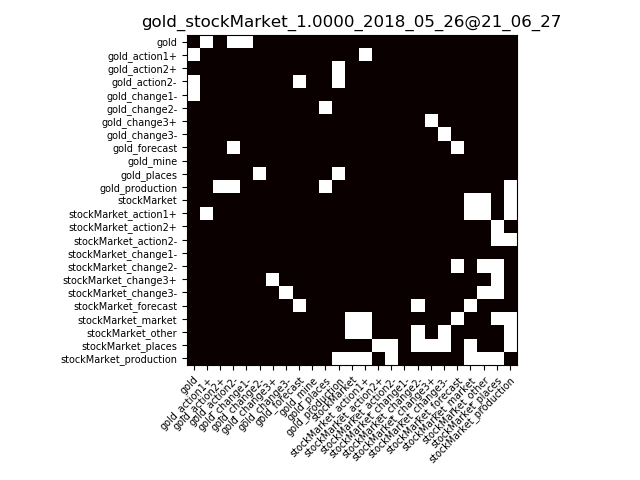 gold_stockMarket_1.0000_2018_05_26@21_06_27
gold
gold_action1+
gold_action2+
gold_action2-
gold_change1-
gold_change2-
gold_change3+
gold_change3-
gold_forecast
gold_mine
gold_places
gold_production
stockMarket
stockMarket_action1+
stockMarket_action2+
stockMarket_action2-
stockMarket_change1-
stockMarket_change2-
stockMarket_change3+
stockMarket_change3-
stockMarket_forecast
stockMarket_market
stockMarket_other
stockMarket_places
stockMarket_production
gold
gold_action1+
gold_action2+
gold_action2-
gold_change1-
gold_change2-
gold_change3+
gold_change3-
gold_forecast
gold_mine
gold_places
gold_production
stockMarket
stockMarket_action1+
stockMarket_action2+
stockMarket_action2-
stockMarket_change1-
stockMarket_change2-
stockMarket_change3+
stockMarket_change3-
stockMarket_forecast
stockMarket_market
stockMarket_other
stockMarket_places
stockMarket_production